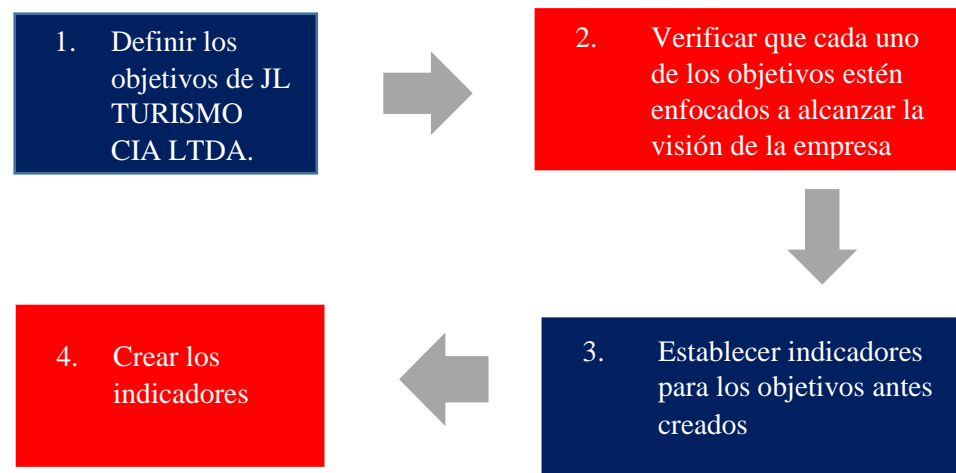 1. Definir los
objetivos de JL
TURISMO
CIA LTDA.
2. Verificar que cada uno
de los objetivos estén
enfocados a alcanzar la
visión de la empresa
3. Establecer indicadores
para los objetivos antes
creados
4. Crear los
indicadores